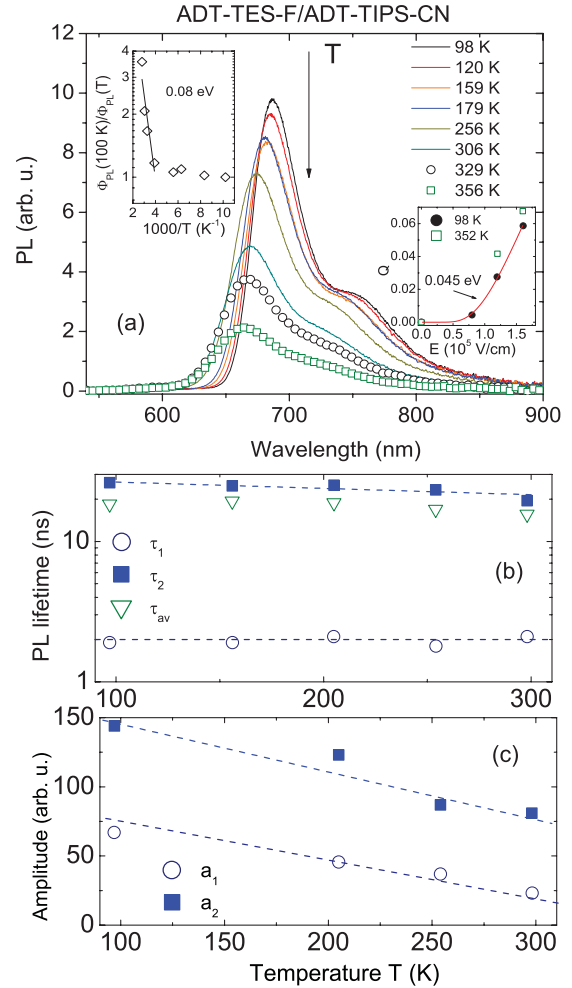 ADT-TES-F/ADT-TIPS-CN
PL (arb. u.)
12
10
8
6
4
2
0
600
700
800
900
Wavelength (nm)
(a)
T
98 K
120 K
159 K
179 K
256 K
306 K
329 K
356 K
Φ_PL(100 K)/Φ_PL(T)
4
3
2
1
0.08 eV
2 4 6 8 10
1000/T (K⁻¹)
Q
0.06
0.04
0.02
0.00
98 K
352 K
0.045 eV
0.0 0.5 1.0 1.5
E (10⁵ V/cm)
PL lifetime (ns)
10
1
τ₁
τ₂
τ_av
(b)
100
200
300
Amplitude (arb. u.)
150
100
50
0
a₁
a₂
(c)
100 150 200 250 300
Temperature T (K)